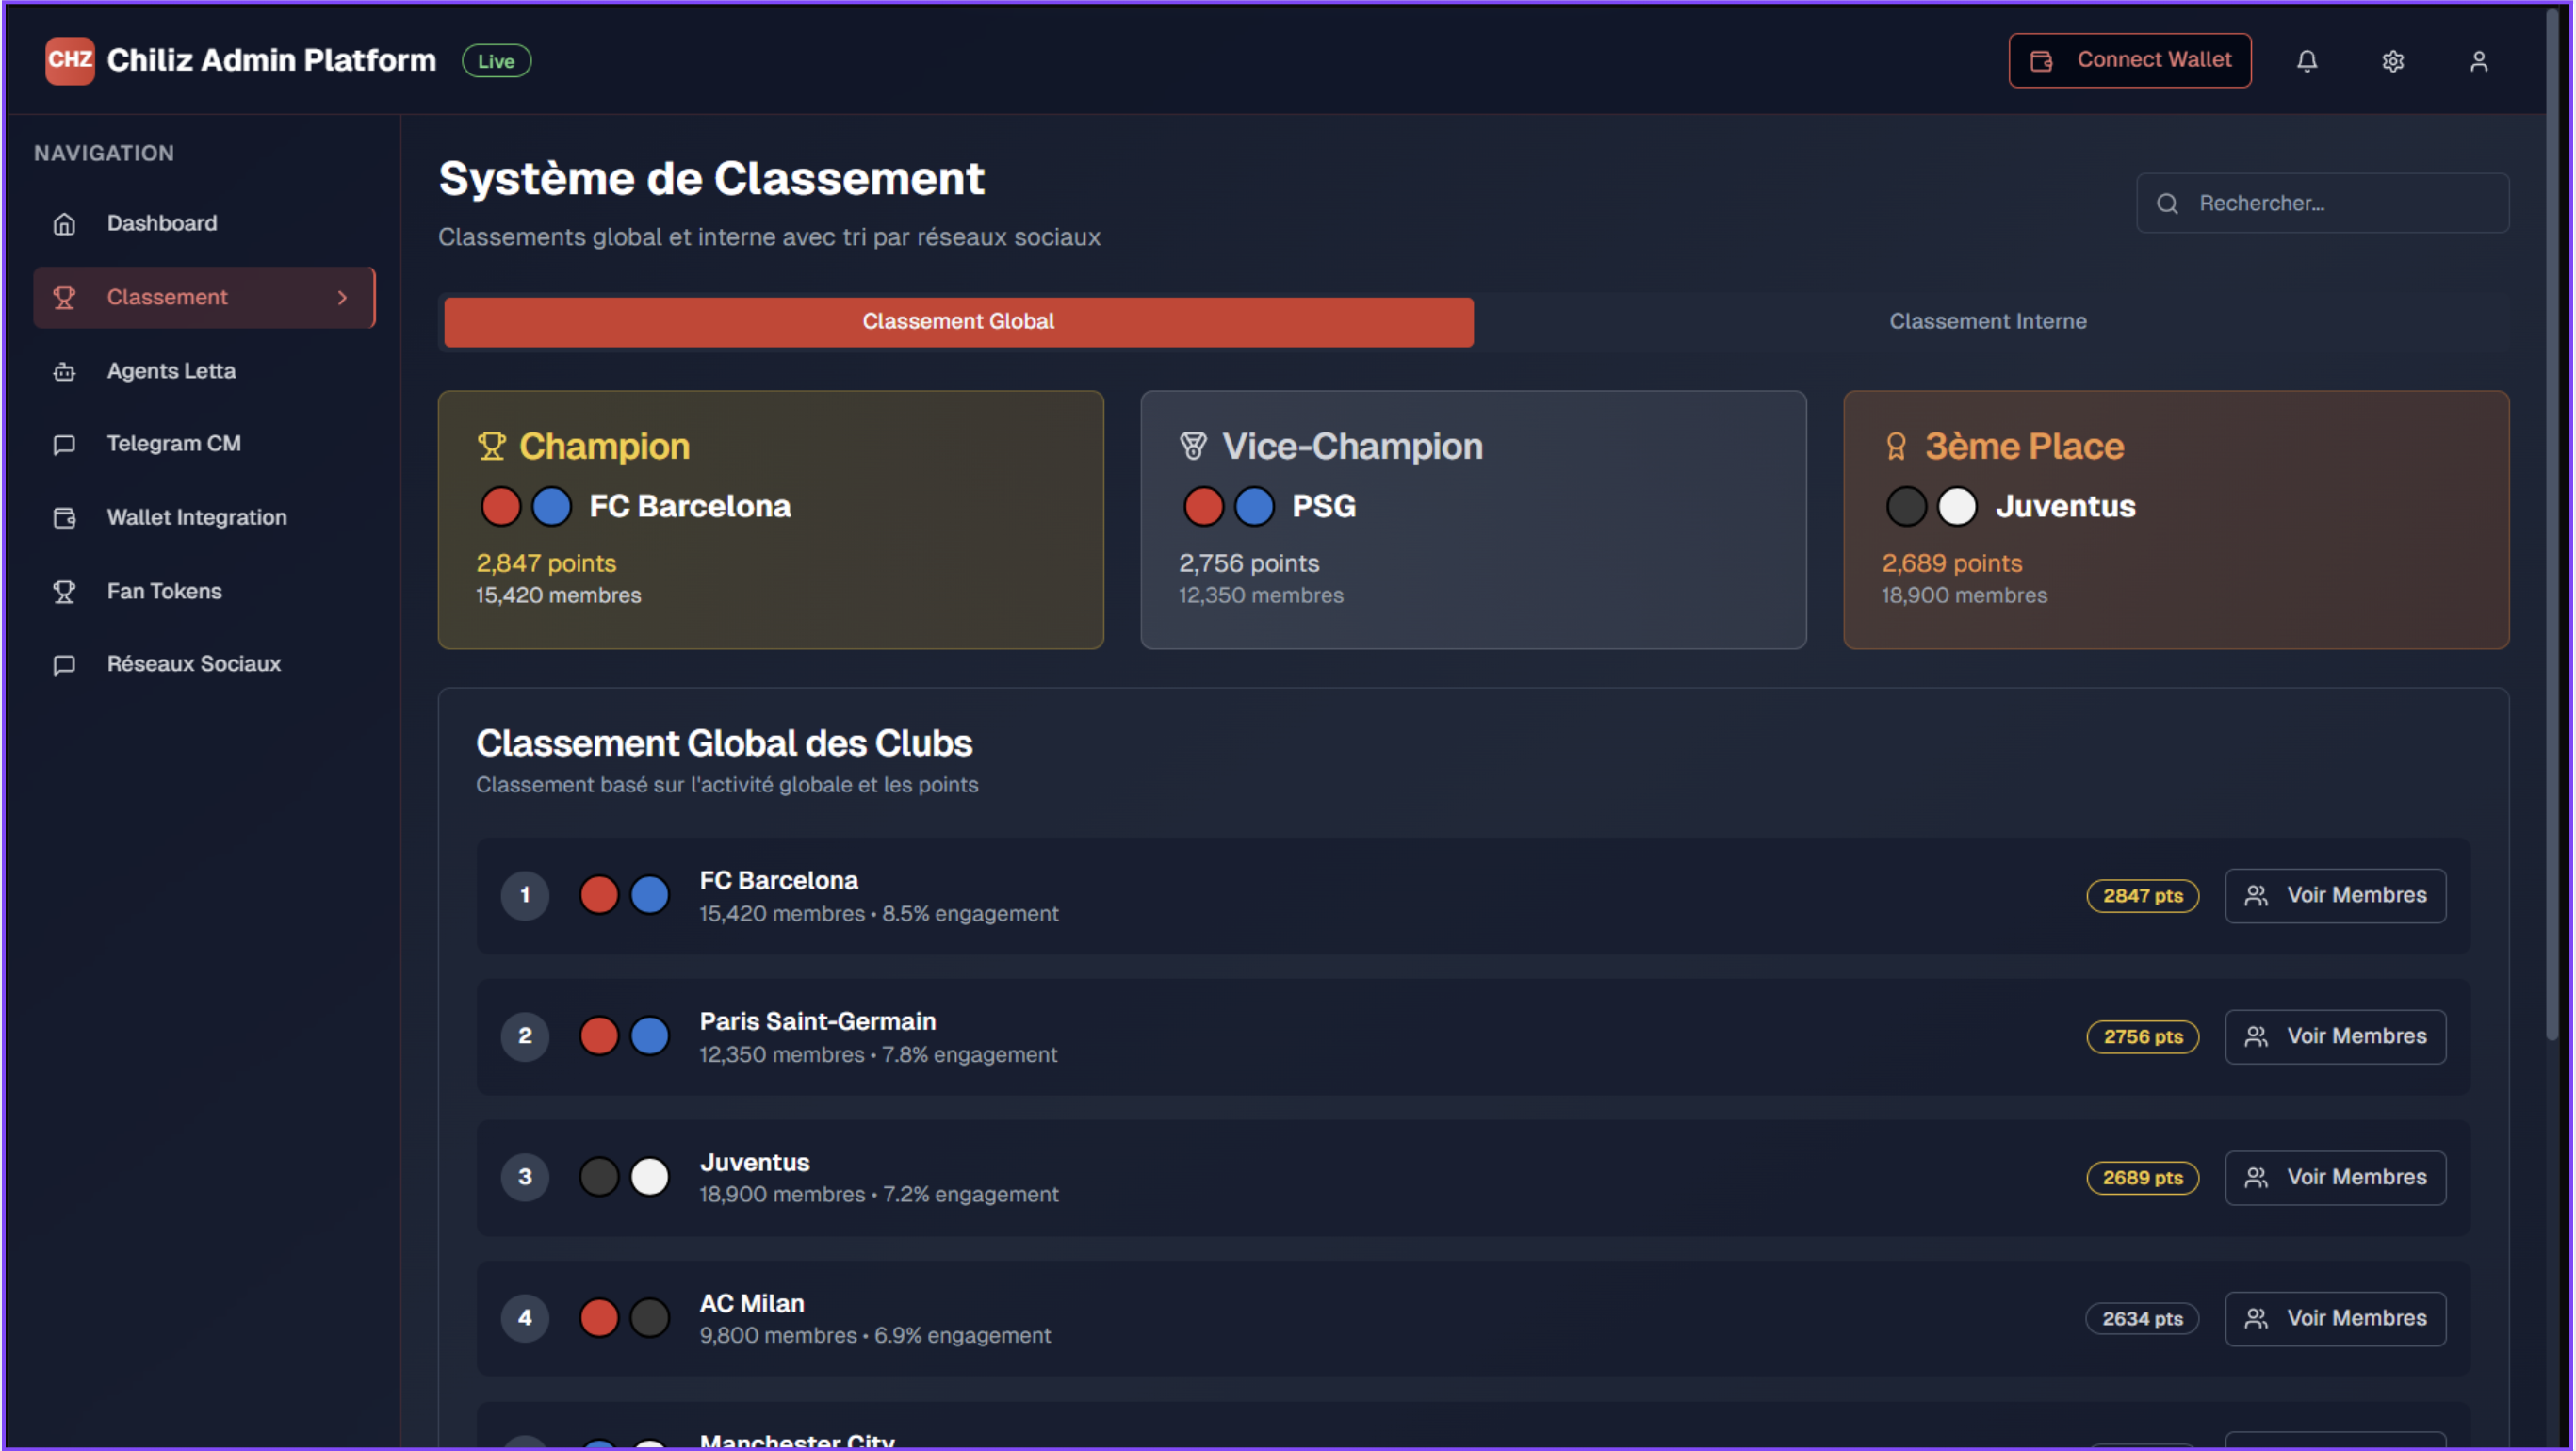 CHZ Chiliz Admin Platform Live
Connect Wallet
NAVIGATION
Dashboard
Classement
Agents Letta
Telegram CM
Wallet Integration
Fan Tokens
Réseaux Sociaux
Système de Classement
Classements global et interne avec tri par réseaux sociaux
Rechercher...
Classement Global
Classement Interne
Champion
FC Barcelona
2,847 points
15,420 membres
Vice-Champion
PSG
2,756 points
12,350 membres
3ème Place
Juventus
2,689 points
18,900 membres
Classement Global des Clubs
Classement basé sur l'activité globale et les points
1
FC Barcelona
15,420 membres • 8.5% engagement
2847 pts
Voir Membres
2
Paris Saint-Germain
12,350 membres • 7.8% engagement
2756 pts
Voir Membres
3
Juventus
18,900 membres • 7.2% engagement
2689 pts
Voir Membres
4
AC Milan
9,800 membres • 6.9% engagement
2634 pts
Voir Membres
Manchester City